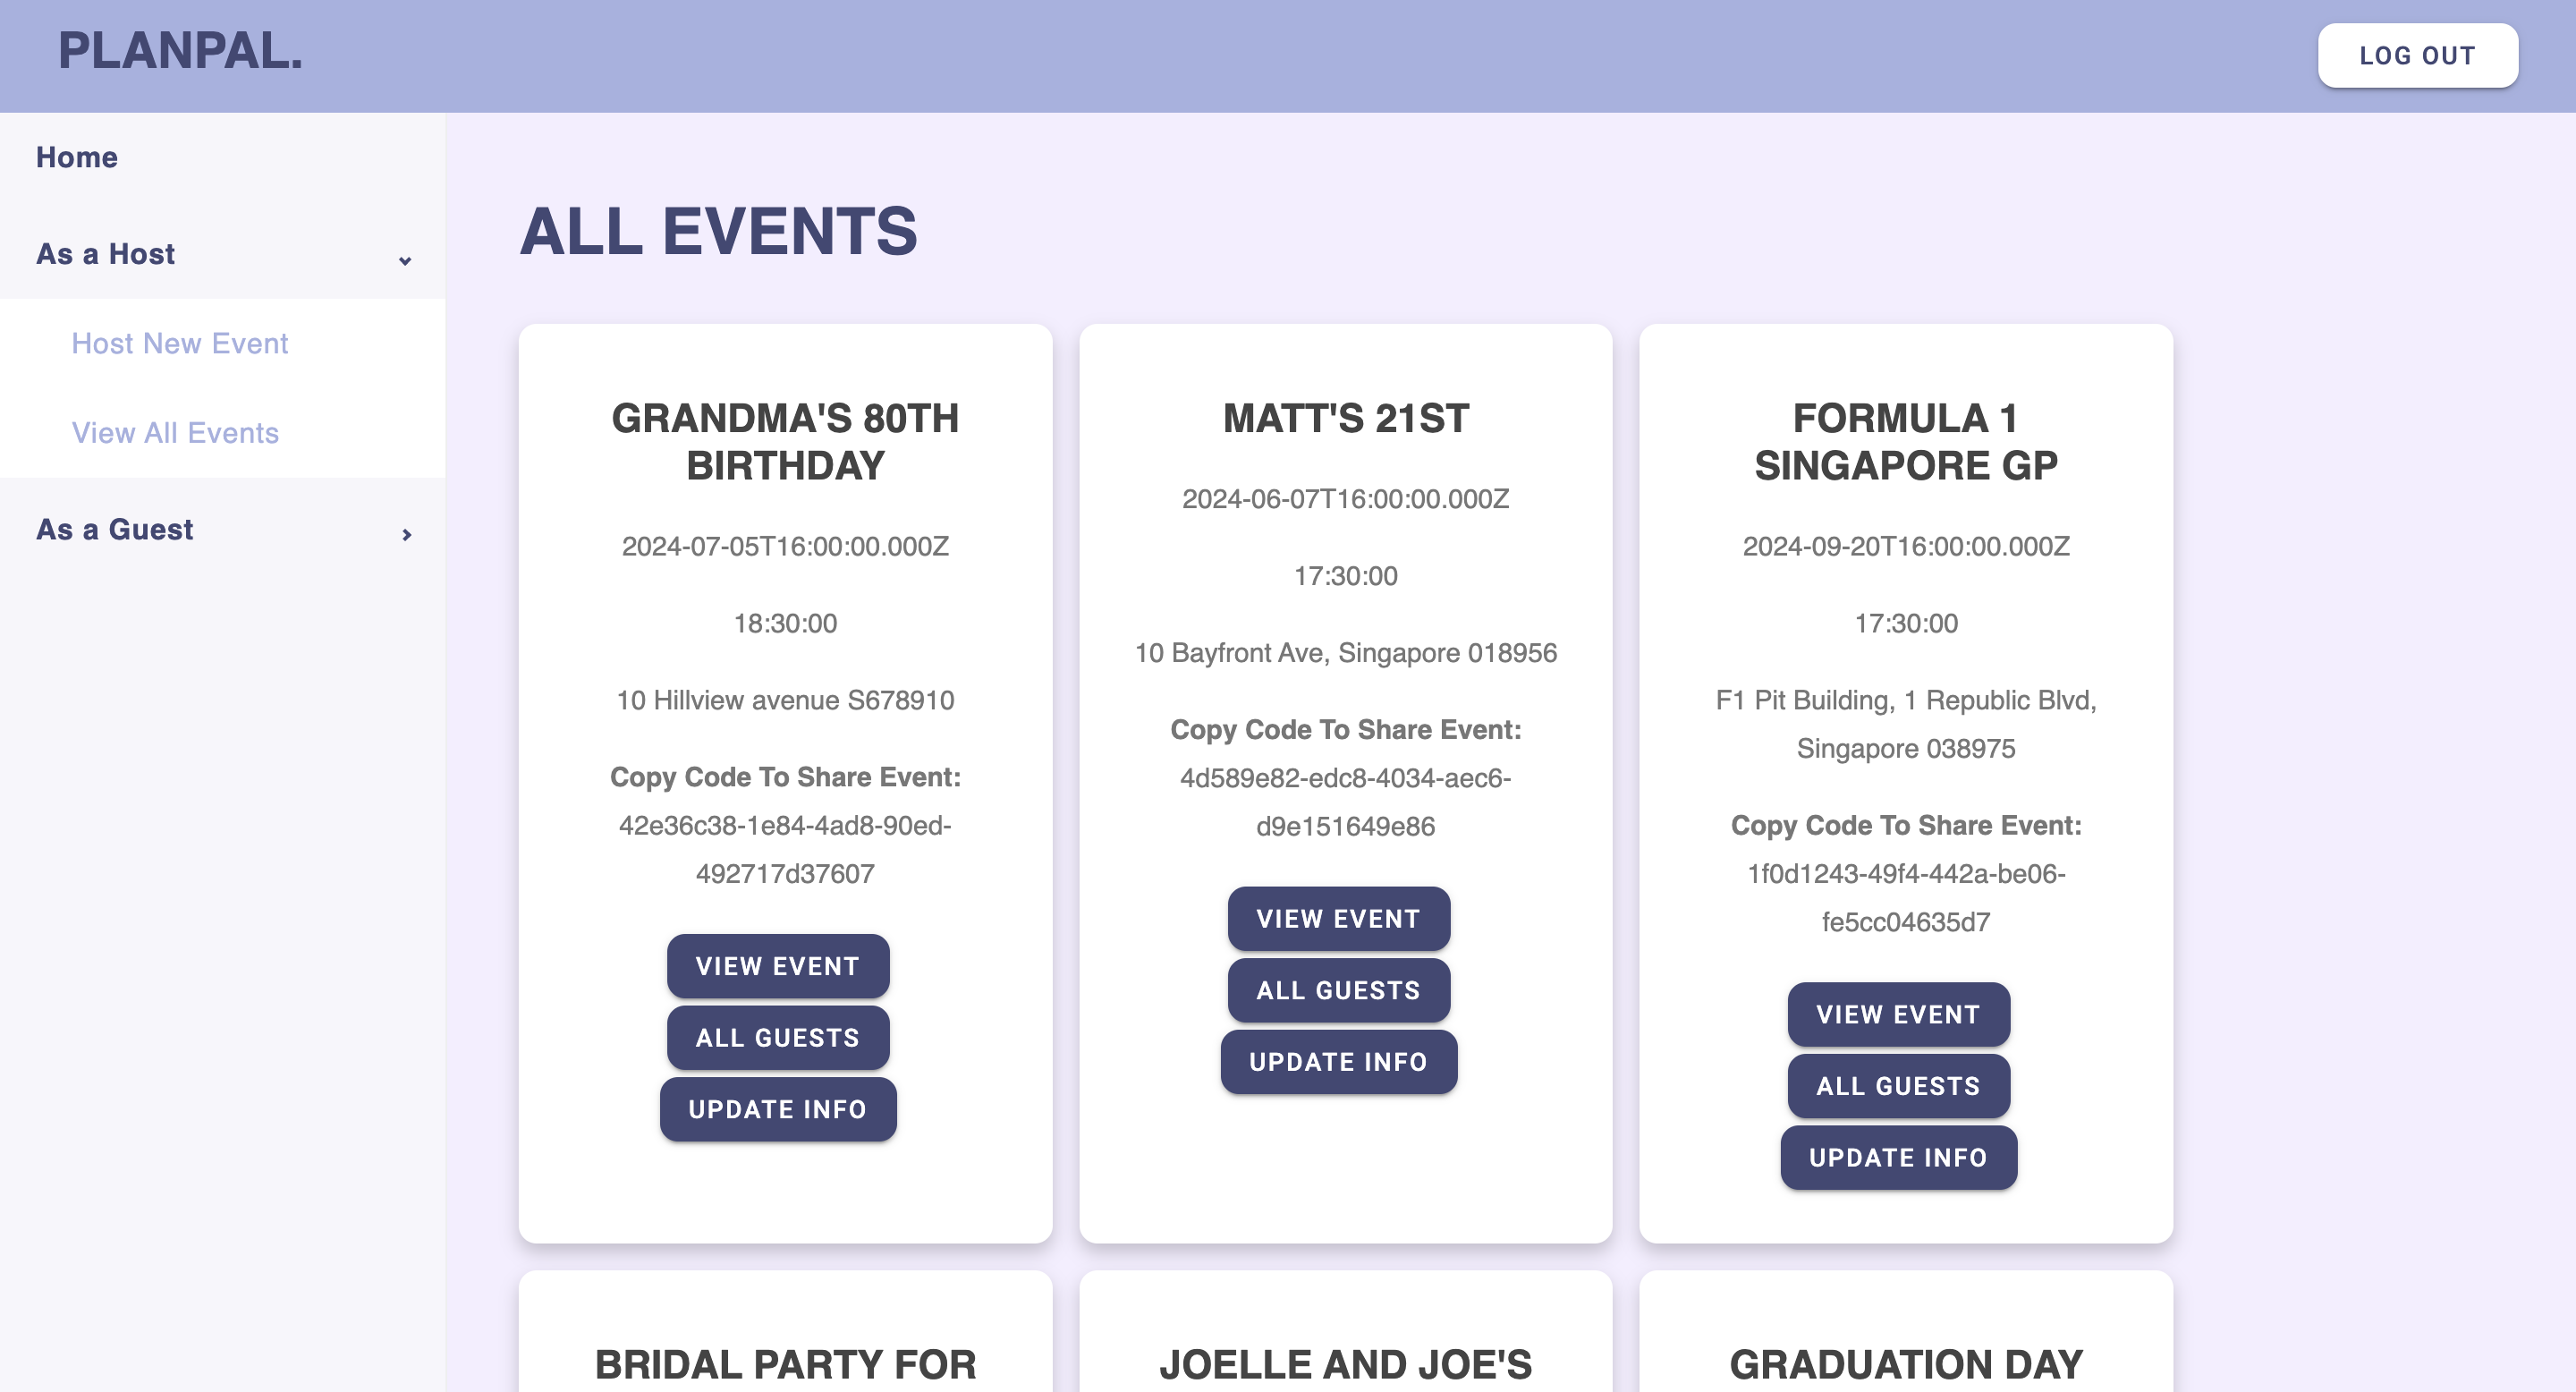 PLANPAL.
LOG OUT
Home
As a Host
Host New Event
View All Events
As a Guest
ALL EVENTS
GRANDMA'S 80TH
BIRTHDAY
2024-07-05T16:00:00.000Z
18:30:00
10 Hillview avenue S678910
Copy Code To Share Event:
42e36c38-1e84-4ad8-90ed-
492717d37607
VIEW EVENT
ALL GUESTS
UPDATE INFO
MATT'S 21ST
2024-06-07T16:00:00.000Z
17:30:00
10 Bayfront Ave, Singapore 018956
Copy Code To Share Event:
4d589e82-edc8-4034-aec6-
d9e151649e86
VIEW EVENT
ALL GUESTS
UPDATE INFO
FORMULA 1
SINGAPORE GP
2024-09-20T16:00:00.000Z
17:30:00
F1 Pit Building, 1 Republic Blvd,
Singapore 038975
Copy Code To Share Event:
1f0d1243-49f4-442a-be06-
fe5cc04635d7
VIEW EVENT
ALL GUESTS
UPDATE INFO
BRIDAL PARTY FOR
JOELLE AND JOE'S
GRADUATION DAY